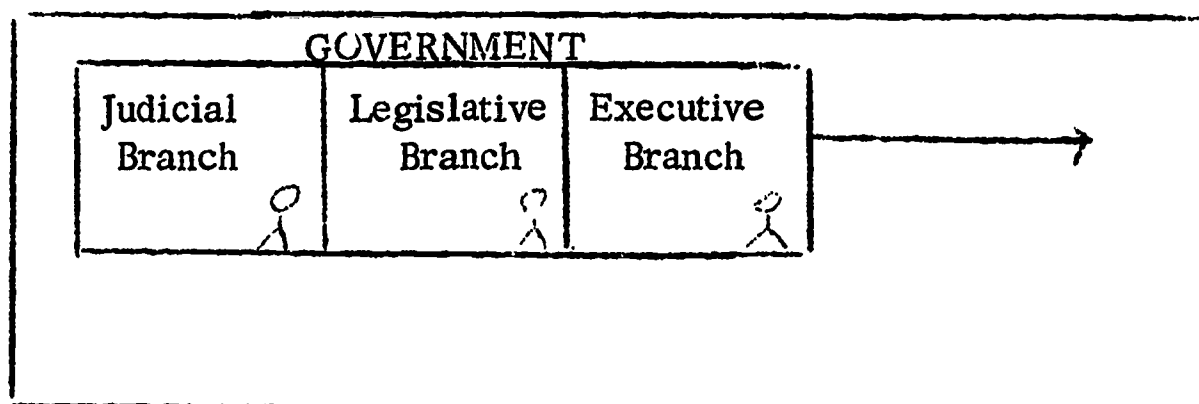 GOVERNMENT
Judicial
Branch
Legislative
Branch
Executive
Branch